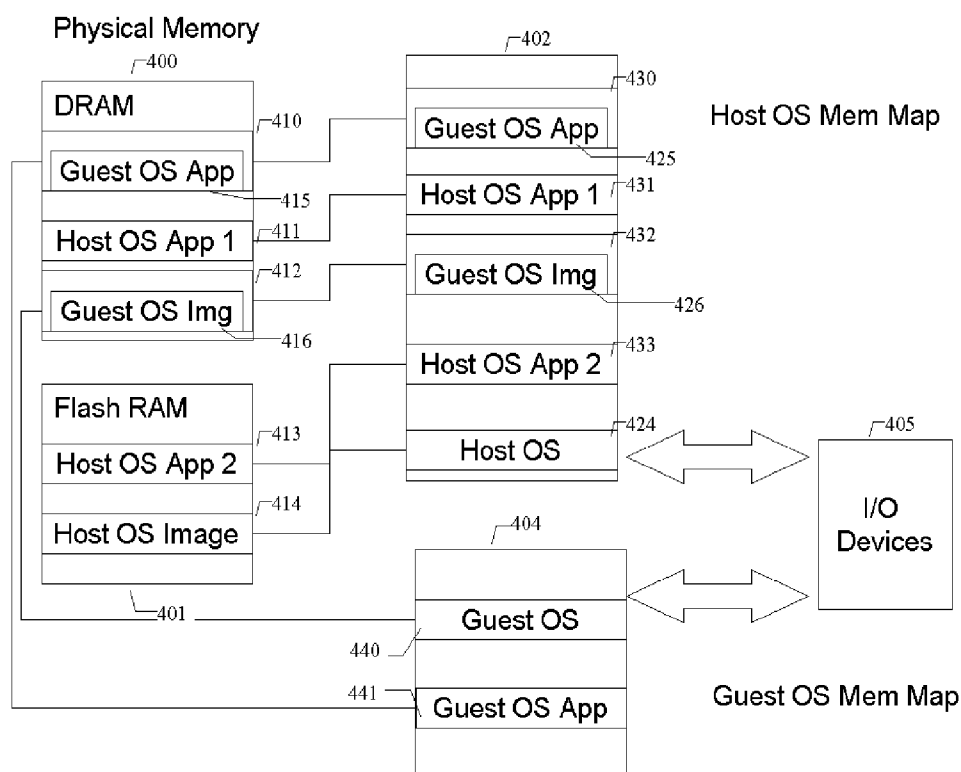 Physical Memory
400
DRAM
410
Guest OS App
415
Host OS App 1
411
412
Guest OS Img
416
Flash RAM
413
Host OS App 2
414
Host OS Image
401
402
430
Guest OS App
425
431
Host OS App 1
432
Guest OS Img
426
433
Host OS App 2
424
Host OS
Host OS Mem Map
405
I/O
Devices
404
Guest OS
440
441
Guest OS App
Guest OS Mem Map